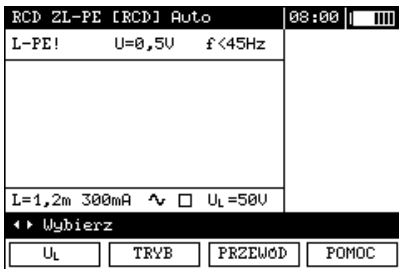 RCD ZL-PE [RCD] Auto 08:00
L-PE! U=0,5V f<45Hz
L=1,2m 300mA UL=50V
Wybierz
UL TRYB PRZEWÓD POMOC